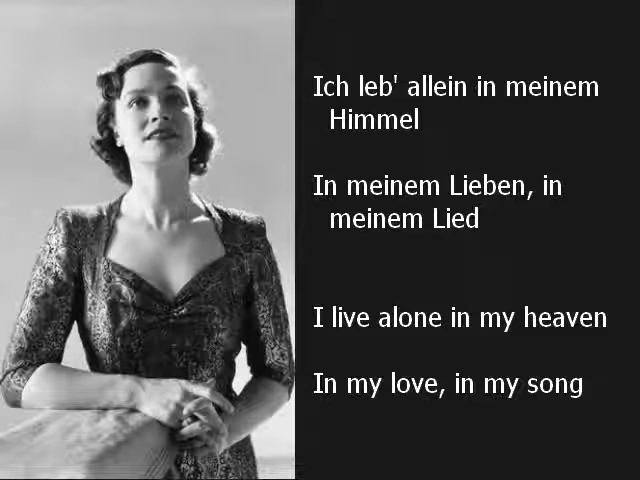 Ich leb' allein in meinem
Himmel
In meinem Lieben, in
meinem Lied
I live alone in my heaven
In my love, in my song